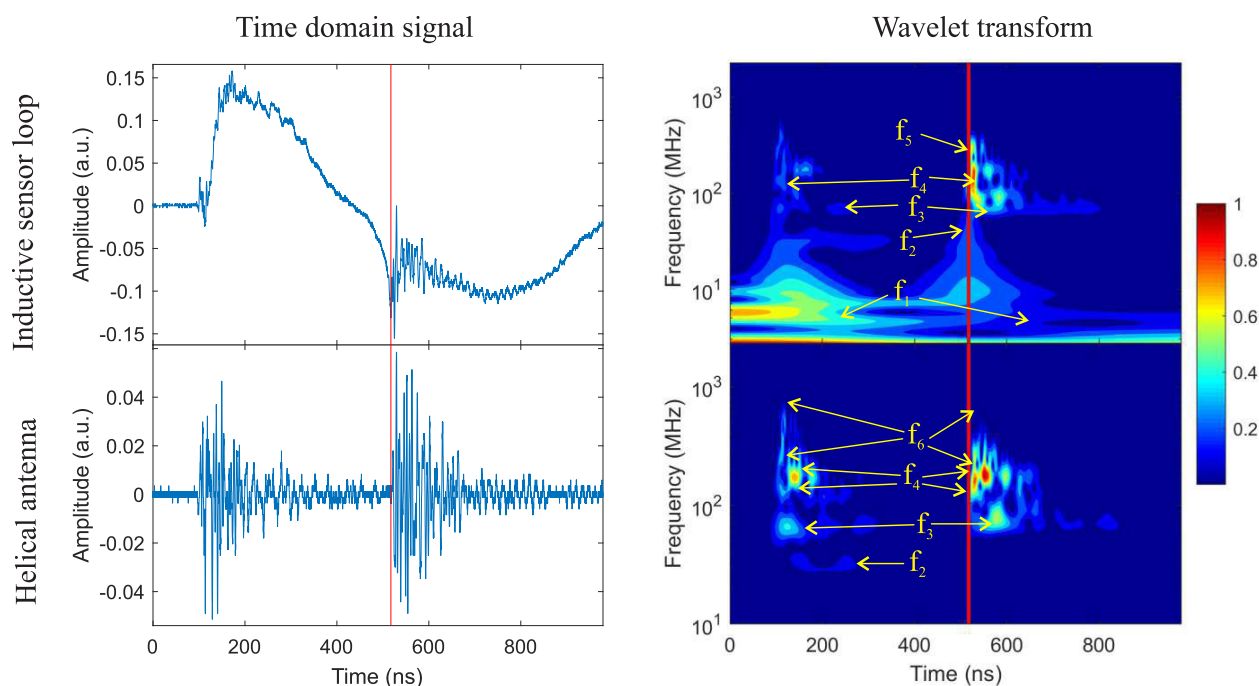 Time domain signal
Wavelet transform
Inductive sensor loop
Amplitude (a.u.)
0.15
0.1
0.05
0
-0.05
-0.1
-0.15
Helical antema
Amplitude (a.u.)
0.04
0.02
0
-0.02
-0.04
0 200 400 600 800
Time (ns)
Frequency (MHz)
10³
10²
10¹
f₅
f₄
f₃
f₂
f₁
Frequency (MHz)
10³
10²
10¹
f₆
f₄
f₃
f₂
0 200 400 600 800
Time (ns)
1
0.8
0.6
0.4
0.2